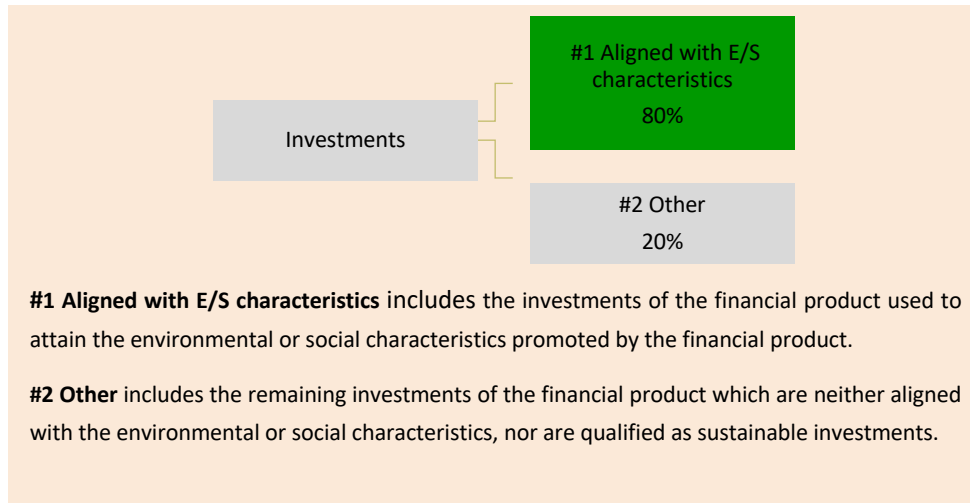 #1 Aligned with E/S
characteristics
80%
Investments
#2 Other
20%
#1 Aligned with E/S characteristics includes the investments of the financial product used to
attain the environmental or social characteristics promoted by the financial product.
#2 Other includes the remaining investments of the financial product which are neither aligned
with the environmental or social characteristics, nor are qualified as sustainable investments.